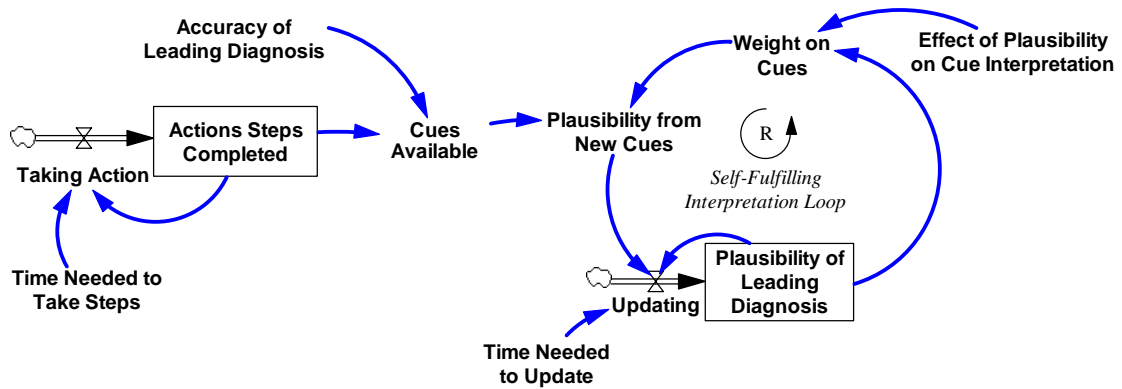 Accuracy of
Leading Diagnosis
Actions Steps
Completed
Taking Action
Time Needed to
Take Steps
Cues
Available
Plausibility from
New Cues
Weight on
Cues
Effect of Plausibility
on Cue Interpretation
R
Self-Fulfilling
Interpretation Loop
Plausibility of
Leading
Diagnosis
Updating
Time Needed
to Update